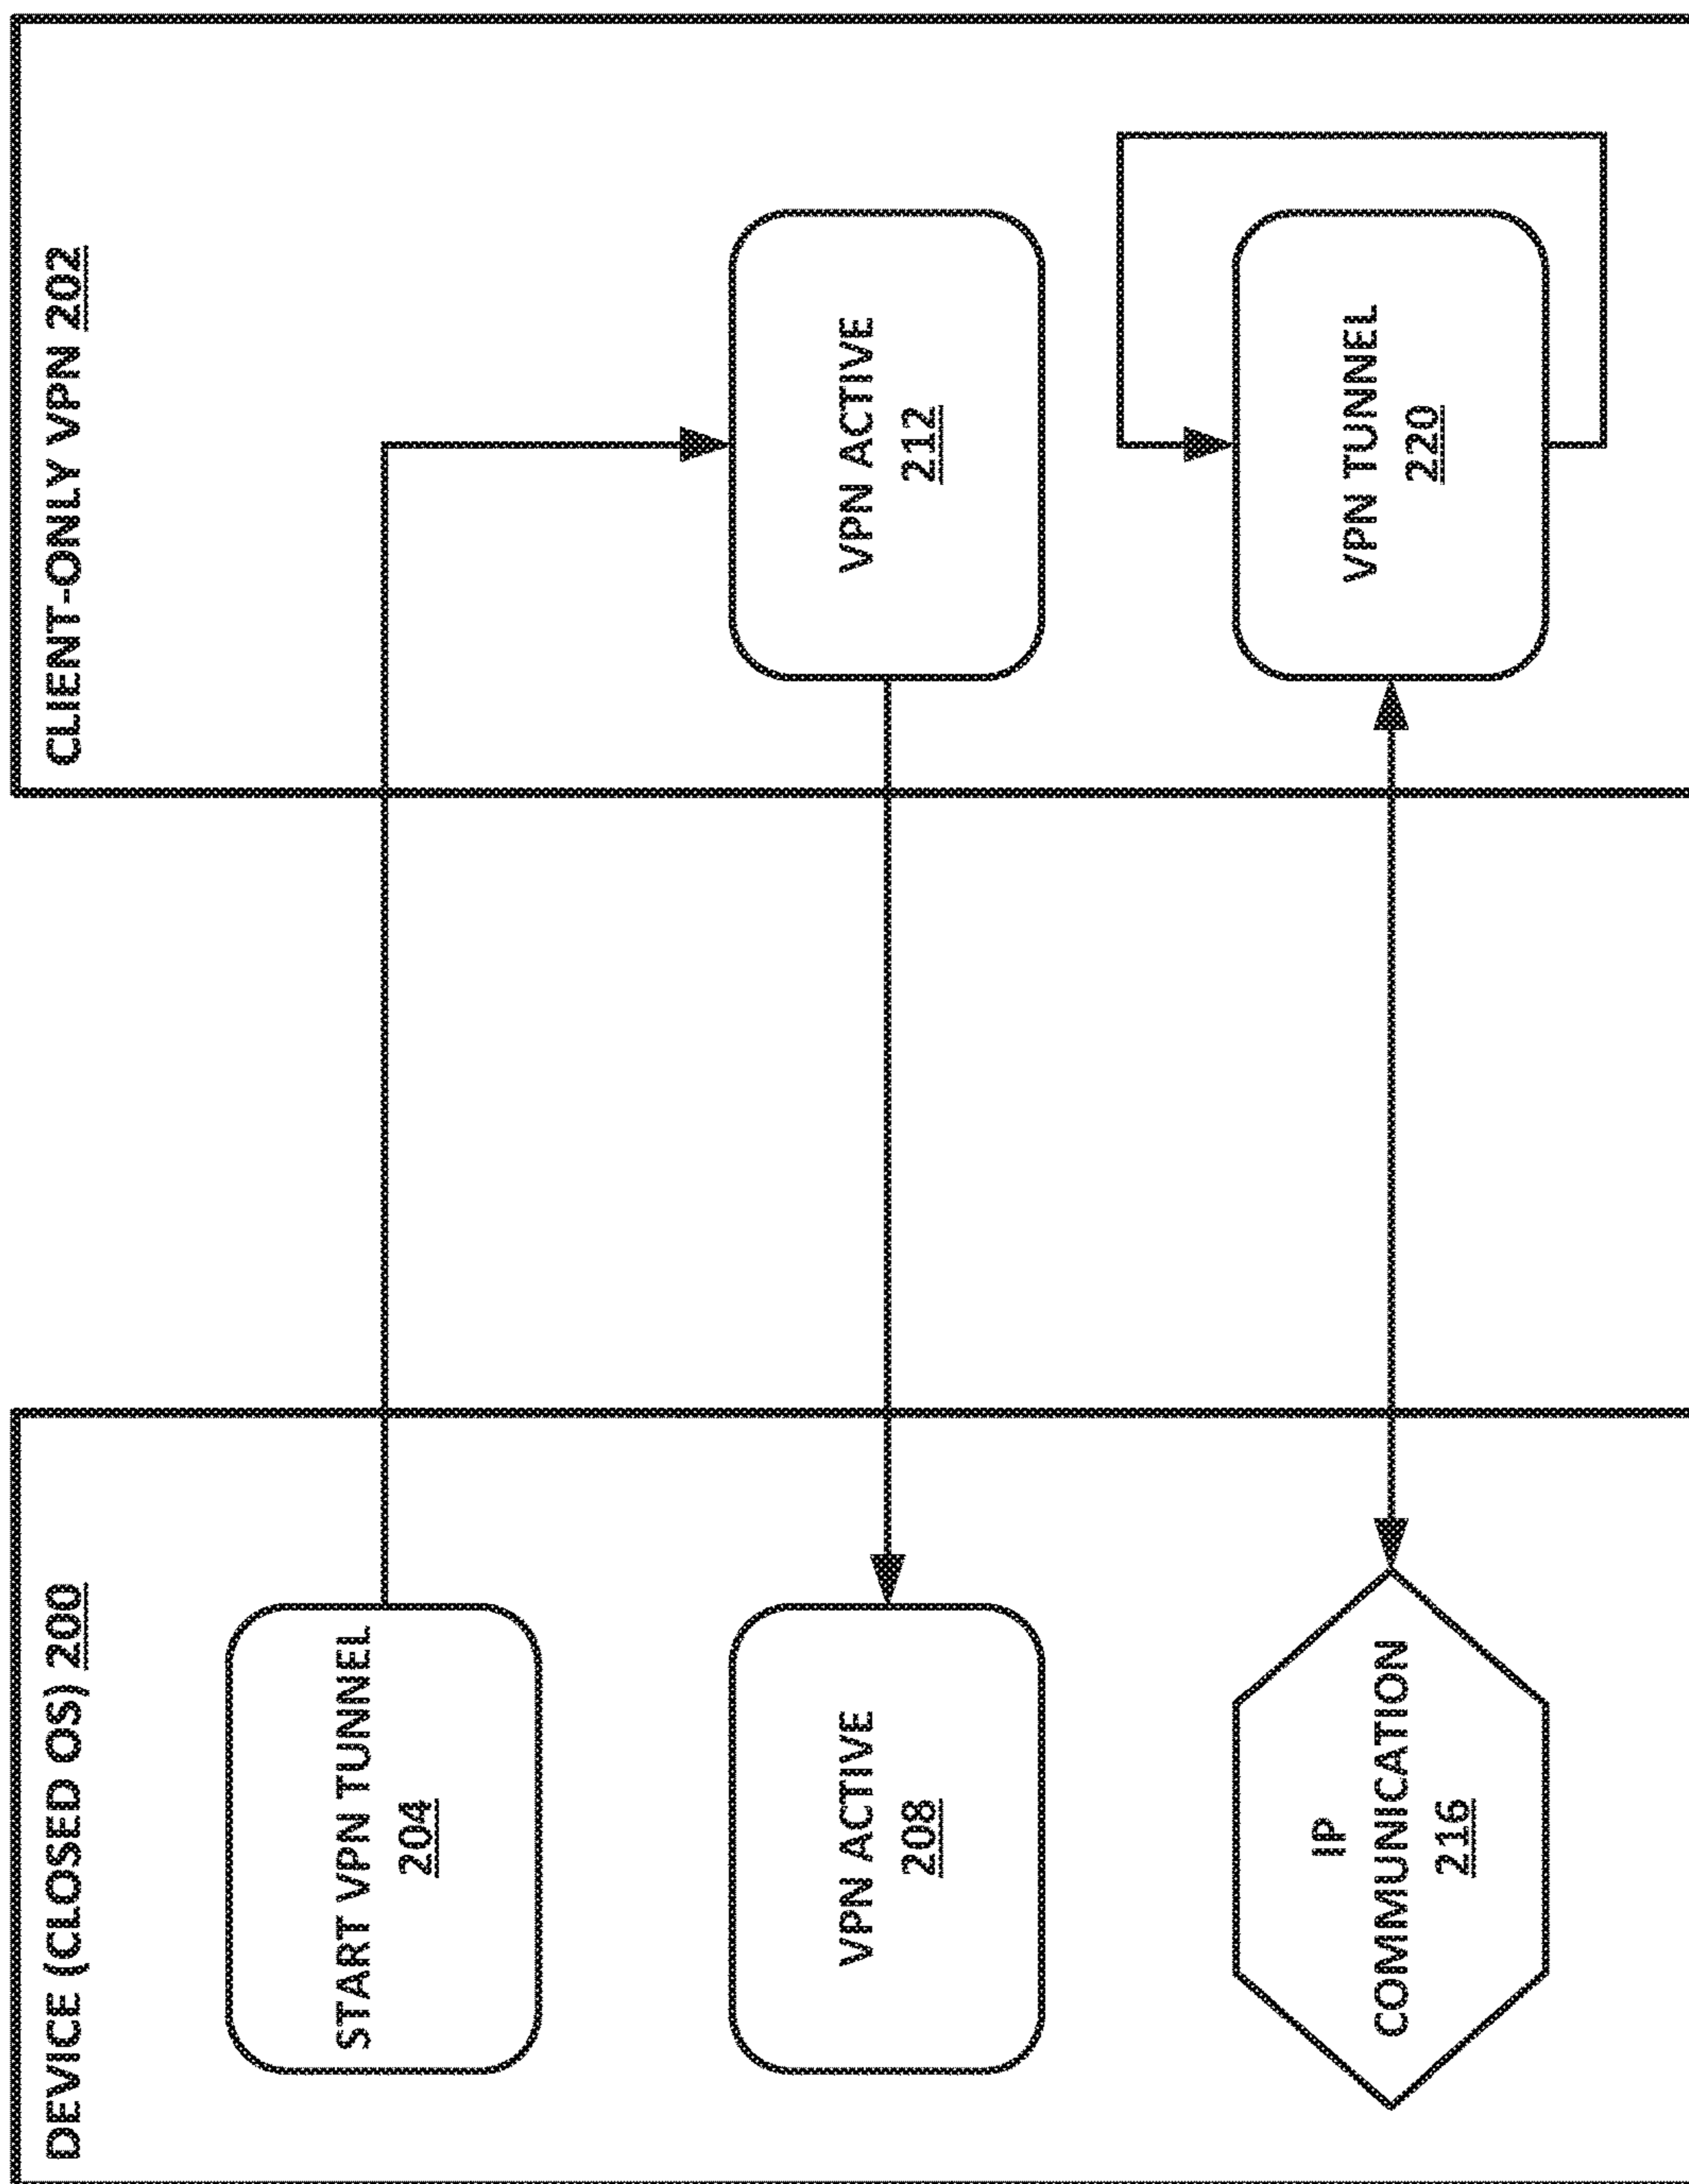 DEVICE (CLOSED OS) 200
START VPN TUNNEL
204
VPN ACTIVE
208
IP
COMMUNICATION
216
CLIENT-ONLY VPN 202
VPN ACTIVE
212
VPN TUNNEL
220